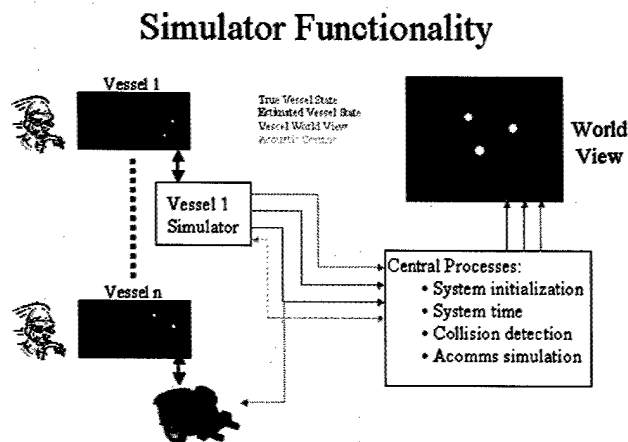 Simulator Functionality
Vessel 1
True Vessel State
Estimated Vessel State
Vessel World View
Acoustic
World
View
Vessel 1
Simulator
Central Processes:
• System initialization
• System time
• Collision detection
• Acomms simulation
Vessel n